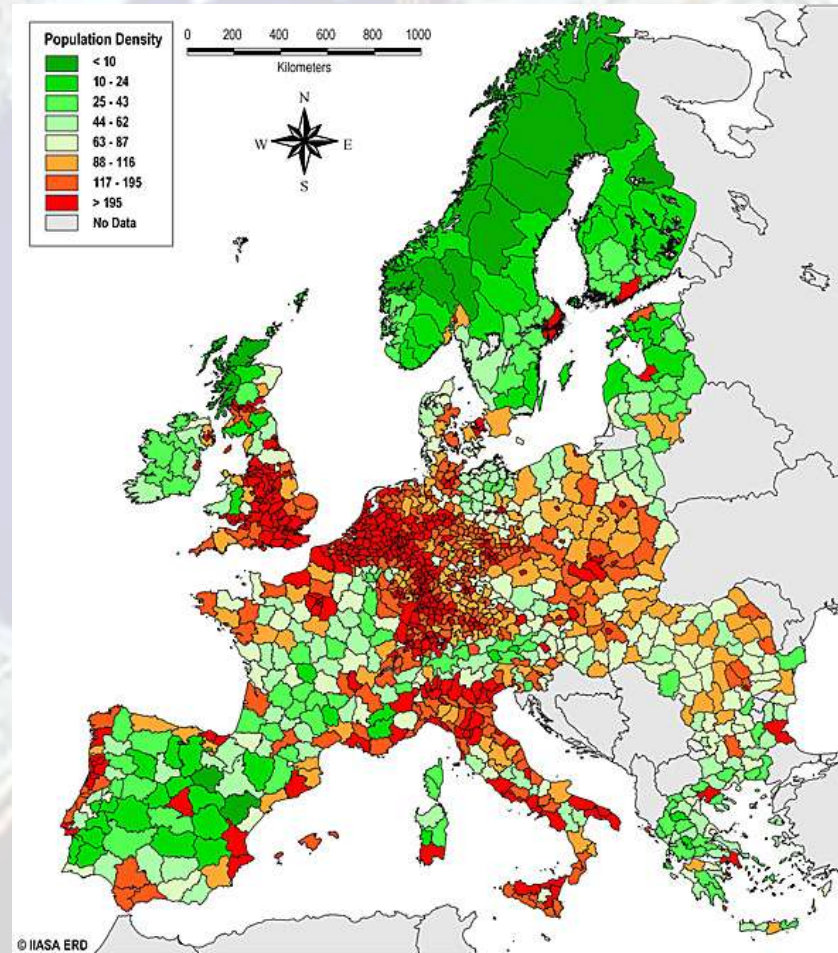 Population Density
< 10
10 - 24
25 - 43
44 - 62
63 - 87
88 - 116
117 - 195
> 195
No Data
0 200 400 600 800 1000
Kilometers
N
W E
S
© IIASA ERD